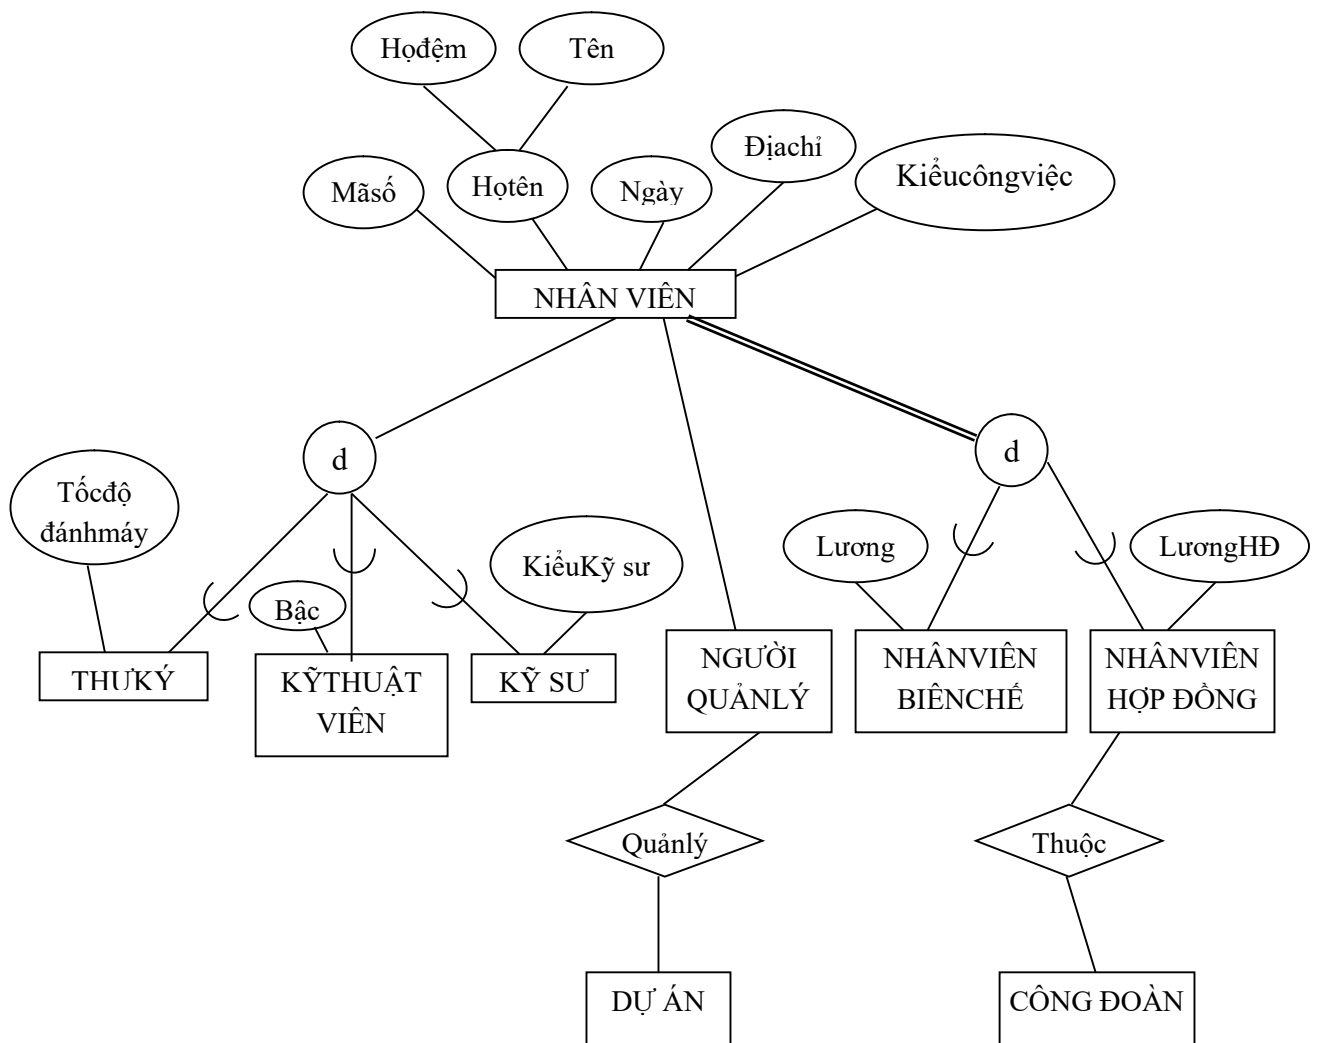 Họđệm
Tên
Địachỉ
Kiểucôngviệc
Mãsố
Họtên
Ngày
NHÂN VIÊN
d
d
Tốcđộ
đánhmáy
KiểuKỹ sư
Lương
LươngHĐ
Bậc
THƯKÝ
KỸTHUẬT
VIÊN
KỸ SƯ
NGƯỜI
QUẢNLÝ
NHÂNVIÊN
BIÊNCHẾ
NHÂNVIÊN
HỢP ĐỒNG
Quảnlý
Thuộc
DỰ ÁN
CÔNG ĐOÀN